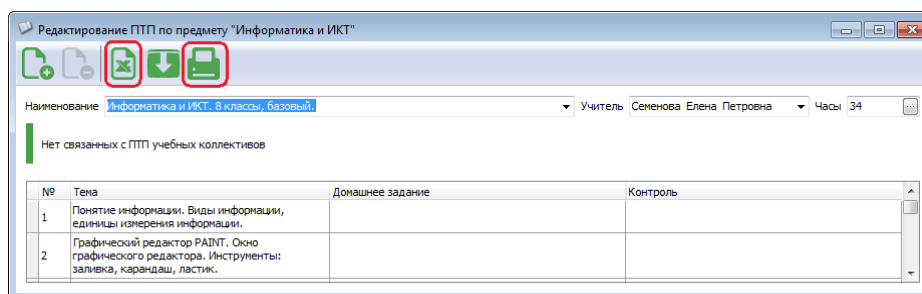 Редактирование ПТП по предмету "Информатика и ИКТ"
Наименование Информатика и ИКТ. 8 классы, базовый. Учитель Семенова Елена Петровна Часы 34 ...
Нет связанных с ПТП учебных коллективов
№ Тема Домашнее задание Контроль
1 Понятие информации. Виды информации,
единицы измерения информации.
2 Графический редактор PAINT. Окно
графического редактора. Инструменты:
заливка, карандаш, ластик.